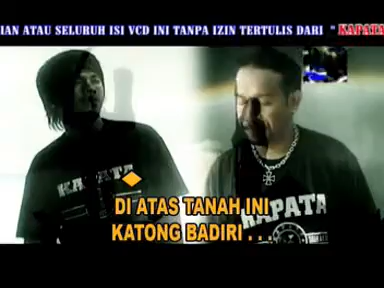 IAN ATAU SELURUH ISI VCD INI TANPA IZIN TERTULIS DARI " KAPATA
KAPATA
KAPATA
DI ATAS TANAH INI
KATONG BADIRI . . .